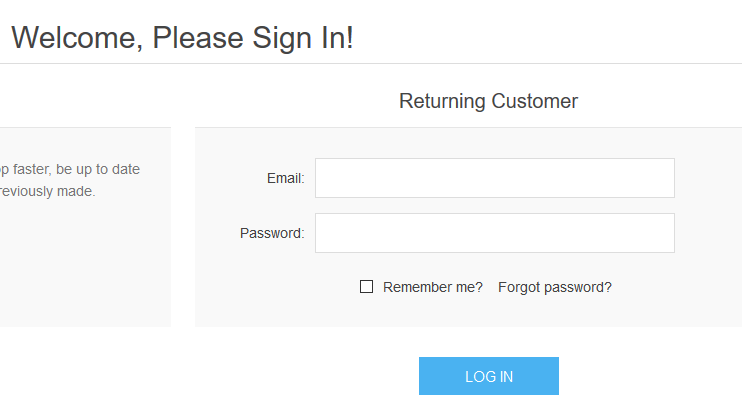 Welcome, Please Sign In!
Returning Customer
faster, be up to date
made.
Email:
Password:
Remember me? Forgot password?
LOG IN